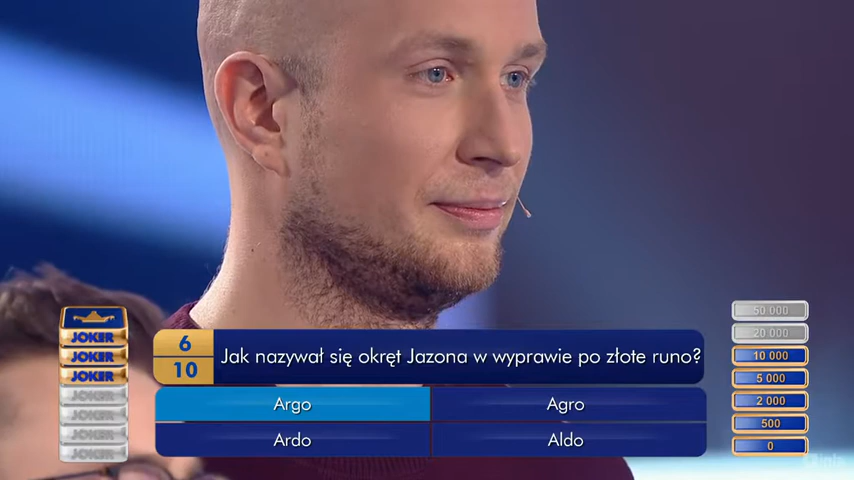 JOKER
JOKER
JOKER
JOKER
JOKER
JOKER
JOKER
6
10
Jak nazywał się okręt Jazona w wyprawie po złote runo?
Argo
Agro
Ardo
Aldo
50 000
20 000
10 000
5 000
2 000
500
0